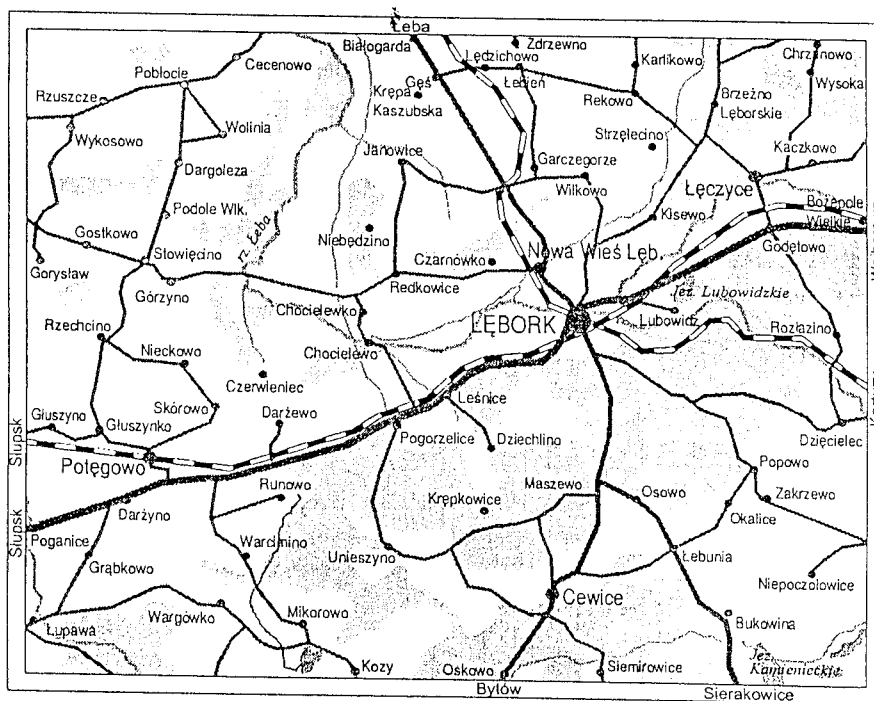 Łeba
Zdrzewno
Białogarda
Lędzichowo
Karlikowo
Chrzanowo
Cecenowo
Pobłocie
Gęś
Łebień
Wysoka
Rzuszcze
Krępa
Kaszubska
Rekowo
Brzeźno
Lęborskie
Wolinia
Strzelęcino
Wykosowo
Janowice
Kaczkowo
Dargoleza
Garczegorze
Wilkowo
Łęczyce
Bożepole
Wielkie
Podole Wlk.
Kisewo
rz. Łeba
Gostkowo
Niebędzino
Godętowo
Słowięcino
Czarnówko
Nowa Wieś Lęb.
Gorysław
Górzyno
Redkowice
Jez. Lubowidzkie
Chocielewko
LĘBORK
Lubowidz
Rozłazino
Rzechcino
Nieckowo
Chocielewo
Czerwieniec
Leśnice
Skórowo
Darżewo
Głuszyno
Głuszynko
Pogorzelice
Dziechlino
Dzięcielec
Słupsk
Potęgowo
Popowo
Runowo
Maszewo
Osowo
Zakrzewo
Krępkowice
Darżyno
Okalice
Słupsk
Poganice
Warcimino
Unieszyno
Łebunia
Grąbkowo
Niepoczołowice
Cewice
Wargówko
Mikorowo
Bukowina
Łupawa
Kozy
Oskowo
Siemirowice
Jez.
Kamienieckie
Bytów
Sierakowice